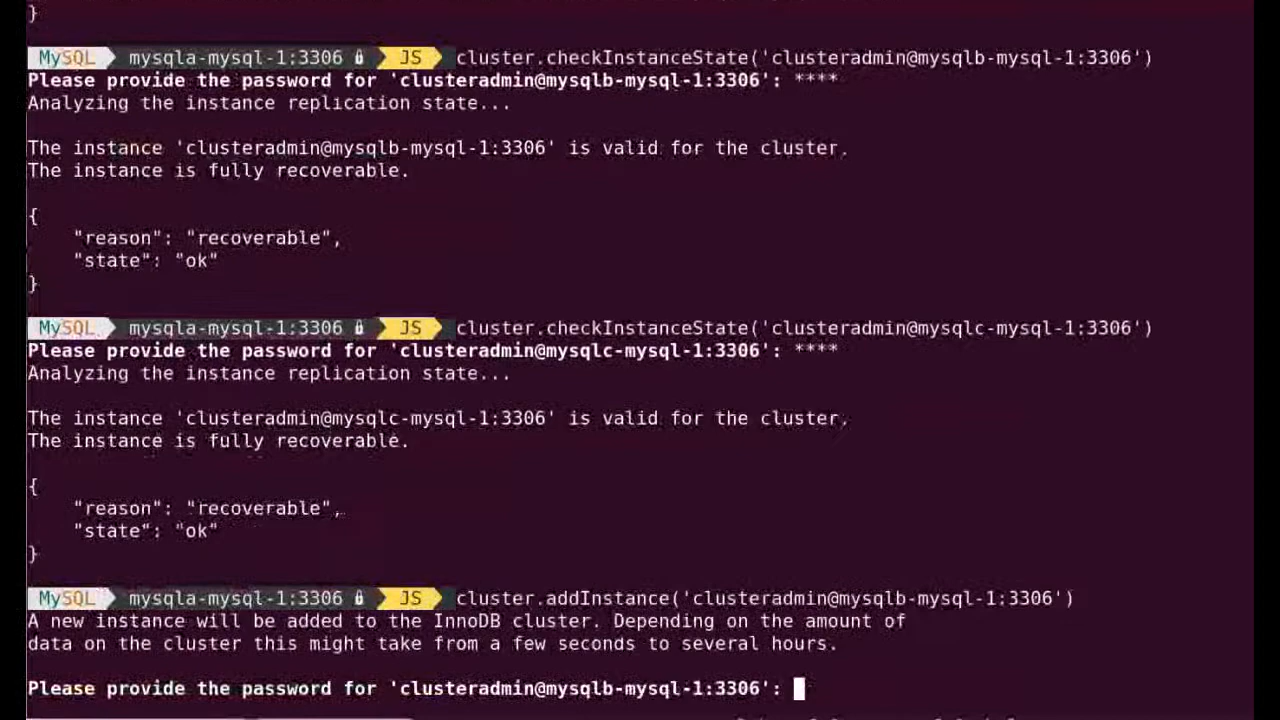 }
MySQL mysqla-mysql-1:3306 JS cluster.checkInstanceState('clusteradmin@mysqlb-mysql-1:3306')
Please provide the password for 'clusteradmin@mysqlb-mysql-1:3306': ****
Analyzing the instance replication state...
The instance 'clusteradmin@mysqlb-mysql-1:3306' is valid for the cluster.
The instance is fully recoverable.
{
"reason": "recoverable",
"state": "ok"
}
MySQL mysqla-mysql-1:3306 JS cluster.checkInstanceState('clusteradmin@mysqlc-mysql-1:3306')
Please provide the password for 'clusteradmin@mysqlc-mysql-1:3306': ****
Analyzing the instance replication state...
The instance 'clusteradmin@mysqlc-mysql-1:3306' is valid for the cluster.
The instance is fully recoverable.
{
"reason": "recoverable",
"state": "ok"
}
MySQL mysqla-mysql-1:3306 JS cluster.addInstance('clusteradmin@mysqlb-mysql-1:3306')
A new instance will be added to the InnoDB cluster. Depending on the amount of
data on the cluster this might take from a few seconds to several hours.
Please provide the password for 'clusteradmin@mysqlb-mysql-1:3306':